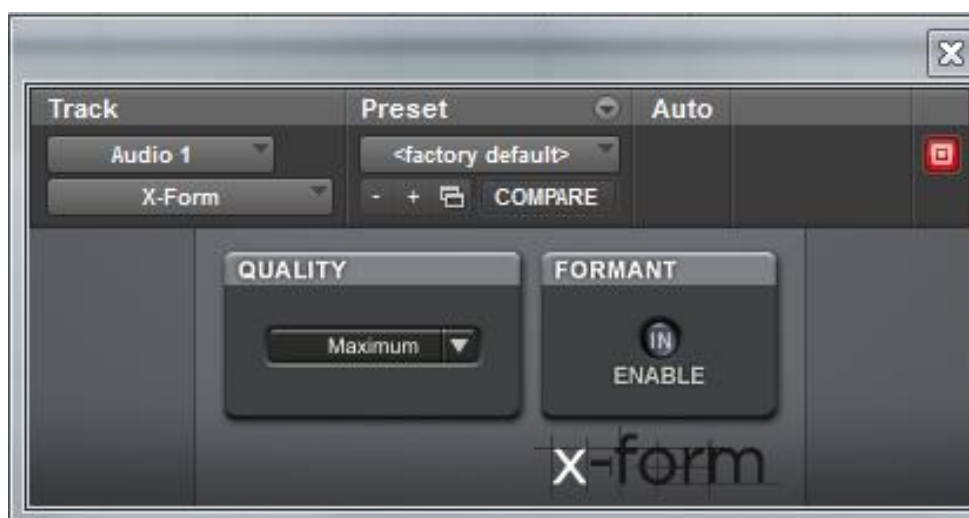 Track Preset Auto
Audio 1 <factory default>
X-Form - + COMPARE
QUALITY FORMANT
Maximum IN
ENABLE
x-form